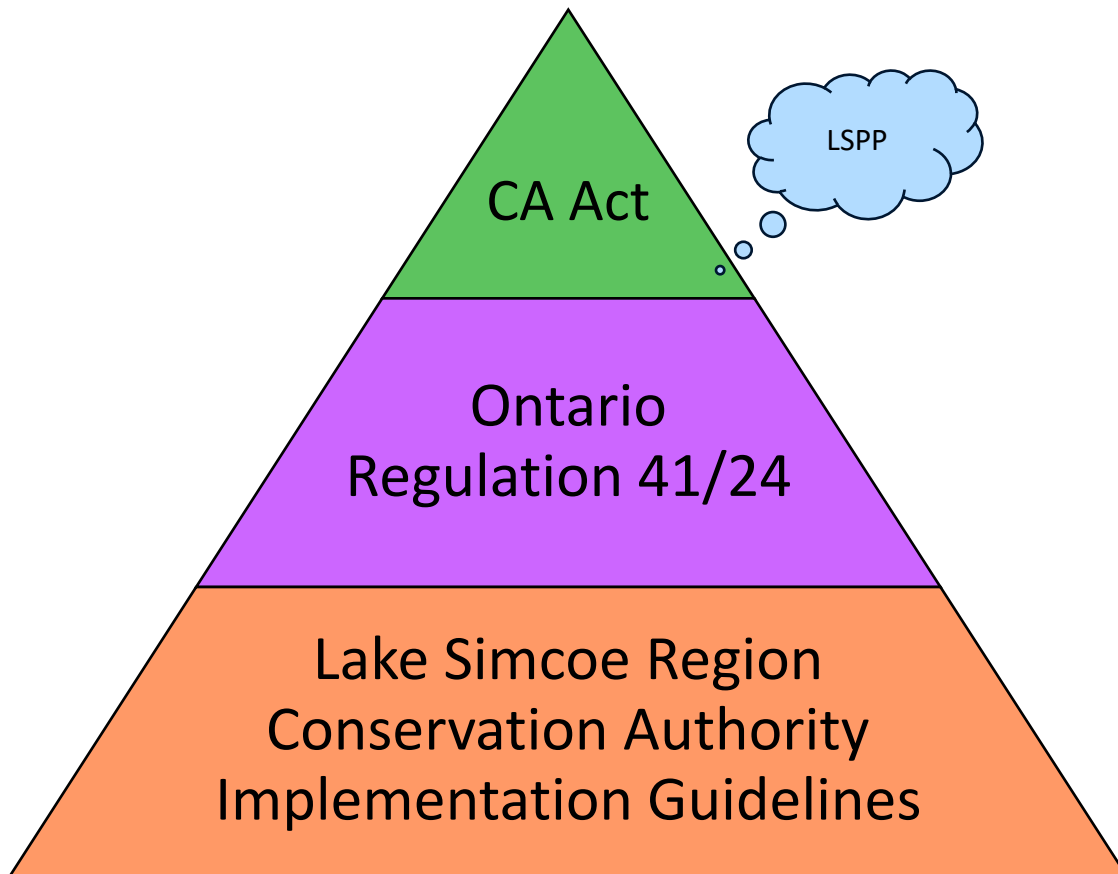 LSPP
CA Act
Ontario
Regulation 41/24
Lake Simcoe Region
Conservation Authority
Implementation Guidelines